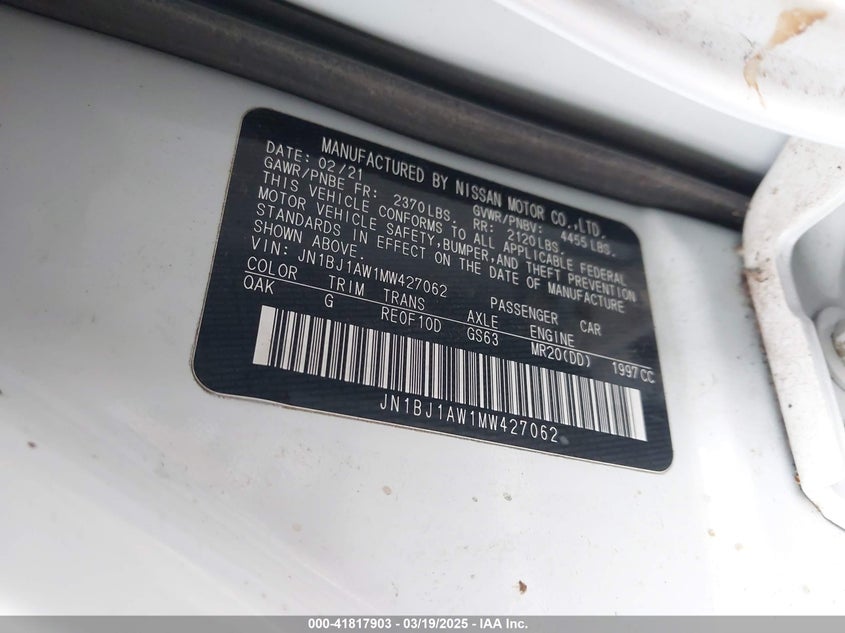 MANUFACTURED BY NISSAN MOTOR CO.,LTD.
DATE: 02/21 GVWR/PNBV: 4455LBS.
GAWR/PNBE FR: 2370LBS. RR: 2120LBS.
THIS VEHICLE CONFORMS TO ALL APPLICABLE FEDERAL
MOTOR VEHICLE SAFETY,BUMPER,AND THEFT PREVENTION
STANDARDS IN EFFECT ON THE DATE OF MANUFACTURE
SHOWN ABOVE.
VIN: JN1BJ1AW1MW427062 PASSENGER CAR
COLOR TRIM TRANS AXLE ENGINE
QAK G RE0F10D GS63 MR20(DD) 1997CC
JN1BJ1AW1MW427062
000-41817903 / 03/19/2025 / IAA Inc.